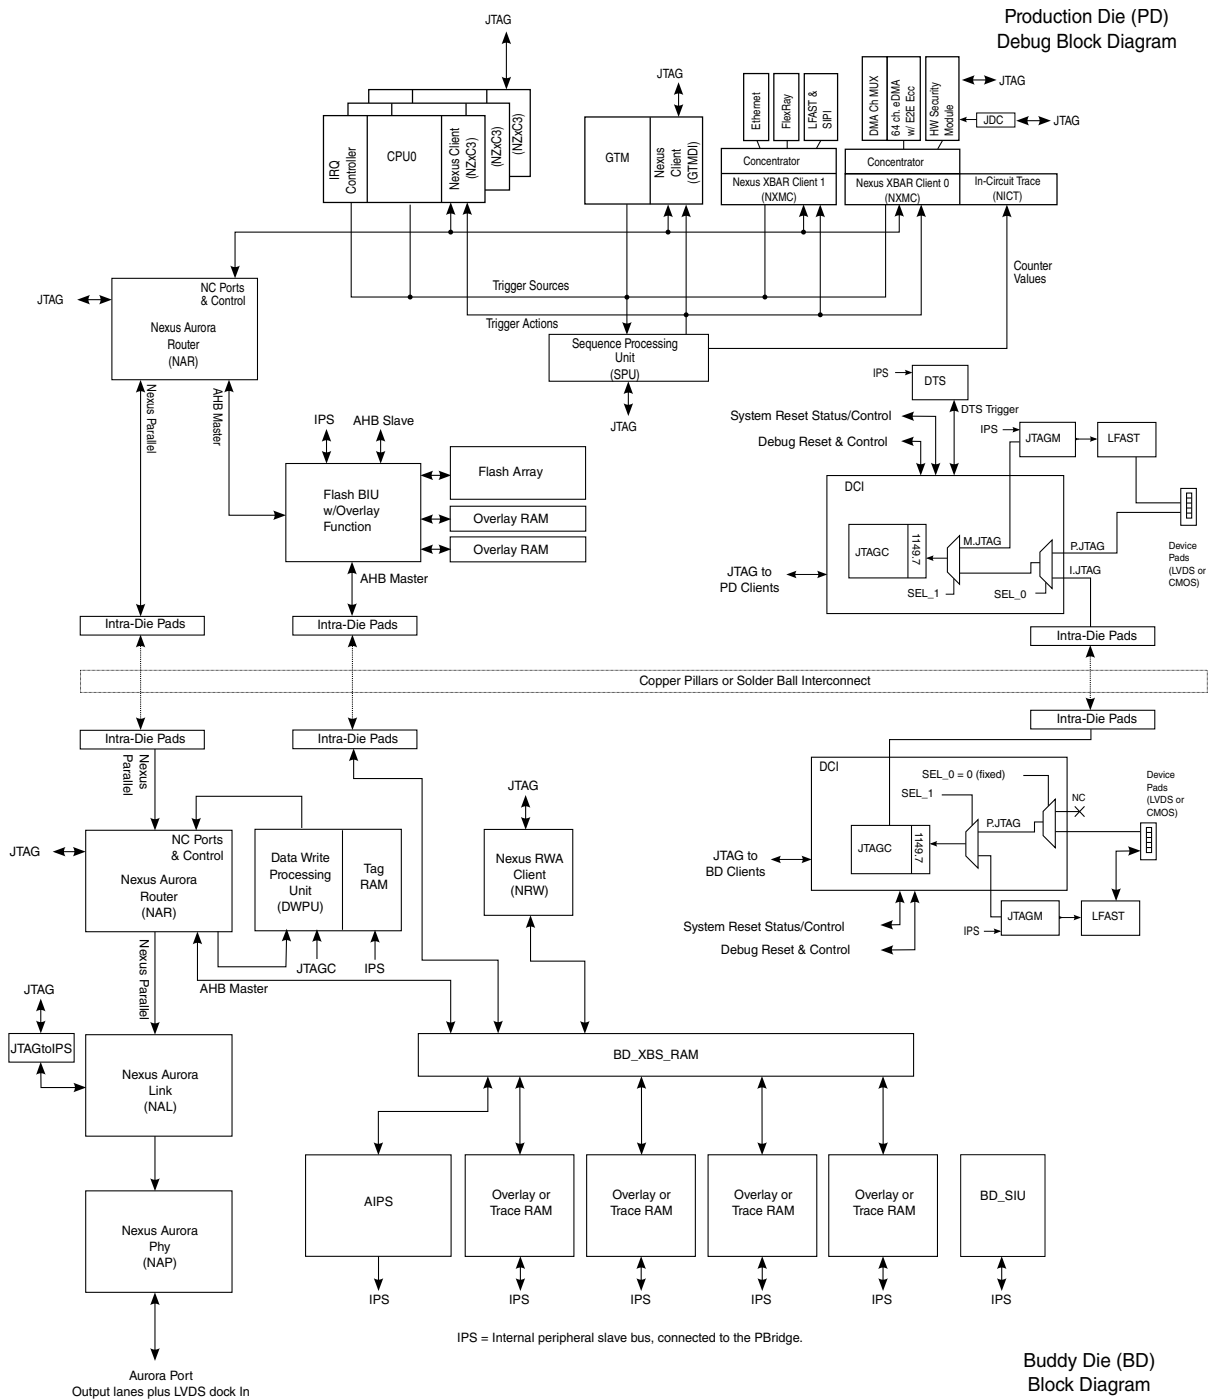 Production Die (PD)
Debug Block Diagram
JTAG
IRQ
Controller
CPU0
Nexus Client
(NZxC3)
(NZxC3)
(NZxC3)
JTAG
GTM
Nexus
Client
(GTMDI)
Ethernet
FlexRay
LFAST &
SIPI
Concentrator
Nexus XBAR Client 1
(NXMC)
DMA Ch MUX
64 ch. eDMA
w/ E2E Ecc
HW Security
Module
JTAG
JDC
JTAG
Concentrator
Nexus XBAR Client 0
(NXMC)
In-Circuit Trace
(NICT)
Counter
Values
JTAG
NC Ports
& Control
Nexus Aurora
Router
(NAR)
Trigger Sources
Trigger Actions
Sequence Processing
Unit
(SPU)
JTAG
Nexus Parallel
AHB Master
IPS
AHB Slave
Flash BIU
w/Overlay
Function
Flash Array
Overlay RAM
Overlay RAM
AHB Master
IPS
DTS
System Reset Status/Control
DTS Trigger
Debug Reset & Control
IPS
JTAGM
LFAST
DCI
JTAGC
1149.7
M.JTAG
P.JTAG
I.JTAG
SEL_1
SEL_0
JTAG to
PD Clients
Device
Pads
(LVDS or
CMOS)
Intra-Die Pads
Intra-Die Pads
Intra-Die Pads
Copper Pillars or Solder Ball Interconnect
Intra-Die Pads
Intra-Die Pads
Intra-Die Pads
Nexus
Parallel
JTAG
NC Ports
& Control
Nexus Aurora
Router
(NAR)
Data Write
Processing
Unit
(DWPU)
Tag
RAM
JTAGC
IPS
AHB Master
Nexus Parallel
JTAG
Nexus RWA
Client
(NRW)
DCI
SEL_0 = 0 (fixed)
SEL_1
P.JTAG
NC
JTAGC
1149.7
Device
Pads
(LVDS or
CMOS)
JTAG to
BD Clients
System Reset Status/Control
Debug Reset & Control
IPS
JTAGM
LFAST
JTAG
JTAGtoIPS
Nexus Aurora
Link
(NAL)
BD_XBS_RAM
Nexus Aurora
Phy
(NAP)
AIPS
Overlay or
Trace RAM
Overlay or
Trace RAM
Overlay or
Trace RAM
Overlay or
Trace RAM
BD_SIU
IPS
IPS
IPS
IPS
IPS
IPS
IPS = Internal peripheral slave bus, connected to the PBridge.
Aurora Port
Output lanes plus LVDS dock In
Buddy Die (BD)
Block Diagram